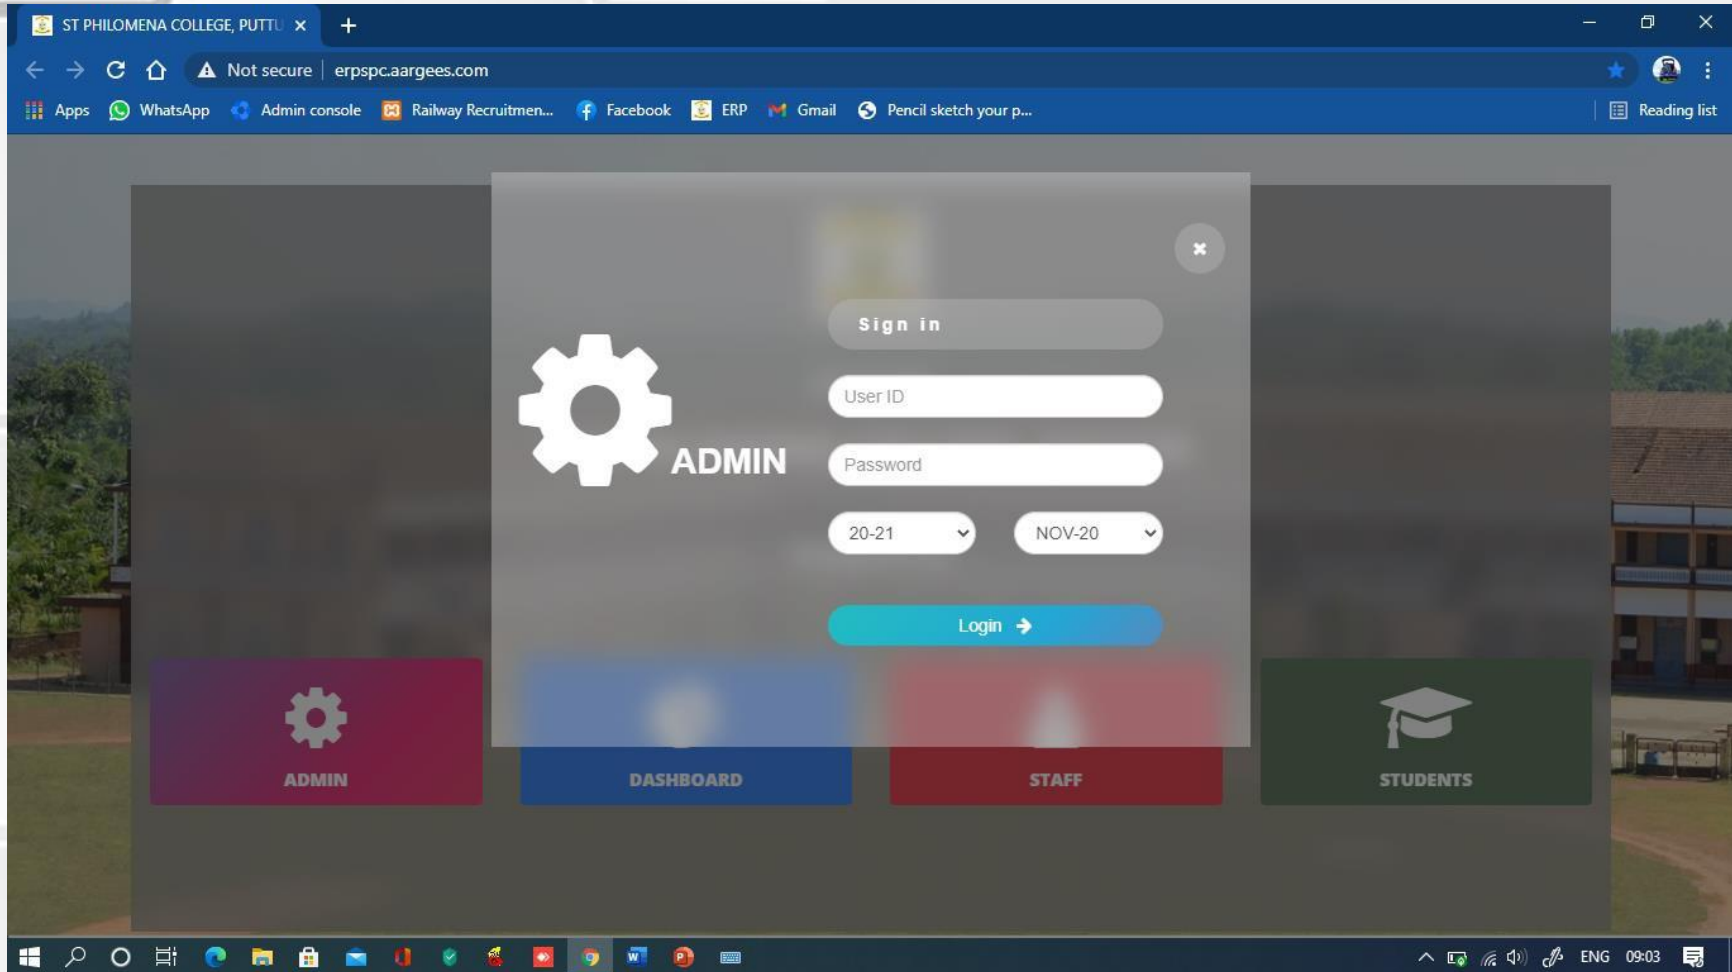 ST PHILOMENA COLLEGE, PUTTU
Not secure | erpspc.aargees.com
Apps WhatsApp Admin console Railway Recruitmen... Facebook ERP Gmail Pencil sketch your p... Reading list
Sign in
User ID
ADMIN
Password
20-21 NOV-20
Login
ADMIN DASHBOARD STAFF STUDENTS
ENG 09:03